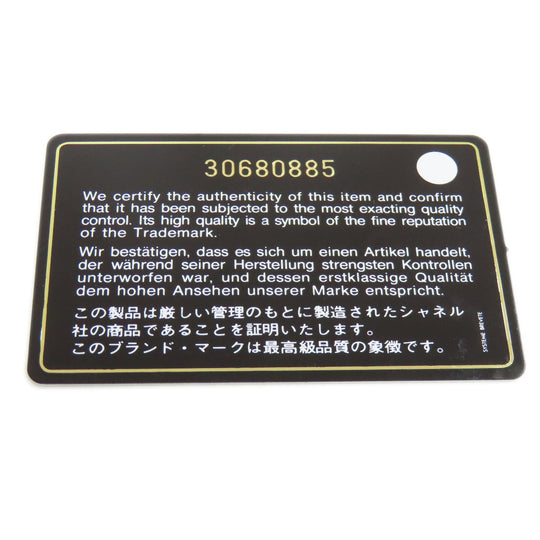 30680885
We certify the authenticity of this item and confirm
that it has been subjected to the most exacting quality
control. Its high quality is a symbol of the fine reputation
of the Trademark.
Wir bestätigen, dass es sich um einen Artikel handelt,
der während seiner Herstellung strengsten Kontrollen
unterworfen war, und dessen erstklassige Qualität
dem hohen Ansehen unserer Marke entspricht.
この製品は厳しい管理のもとに製造されたシャネル
社の商品であることを証明いたします。
このブランド・マークは最高級品質の象徴です。
SYSTEME BREVETE